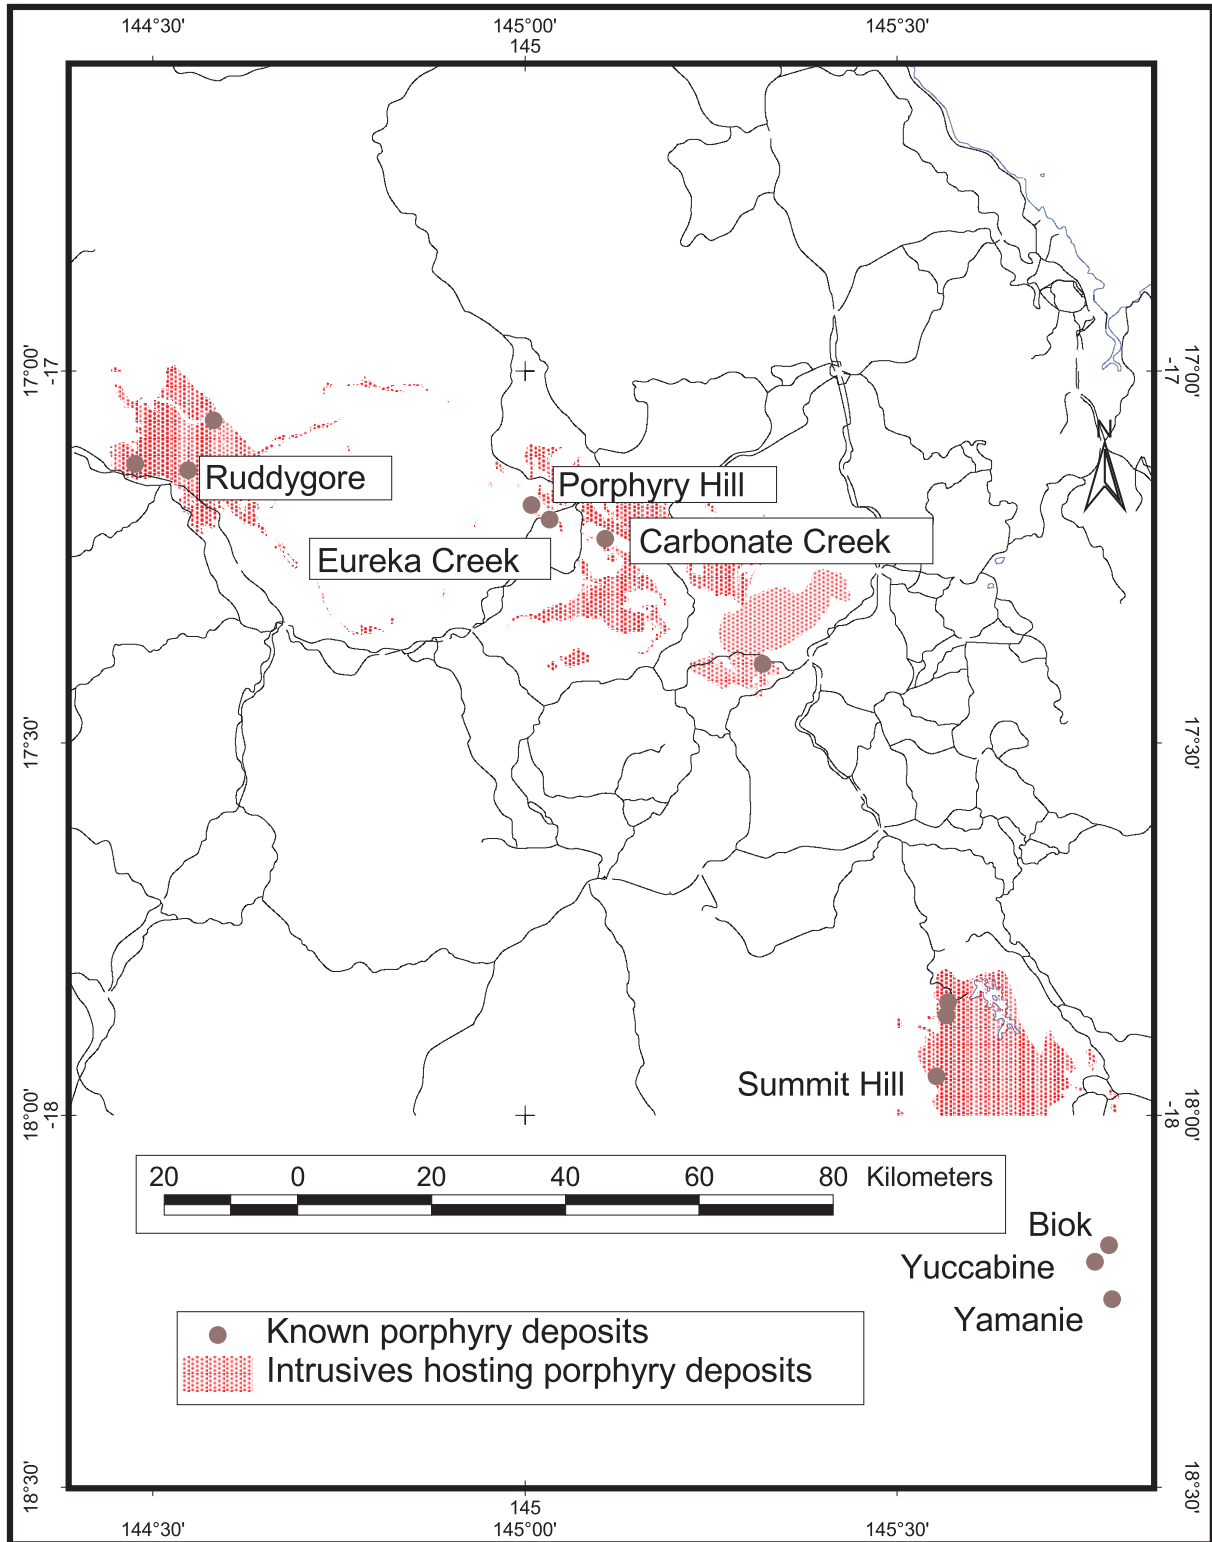 144°30' 145°00' 145°30'
145
17°00' -17
-17 17°00'
N
Ruddygore
Porphyry Hill
Carbonate Creek
Eureka Creek
17°30'
17°30'
Summit Hill
18°00' -18
-18 18°00'
20 0 20 40 60 80 Kilometers
Biok
Yuccabine
Yamanie
Known porphyry deposits
Intrusives hosting porphyry deposits
18°30'
18°30'
145
144°30' 145°00' 145°30'